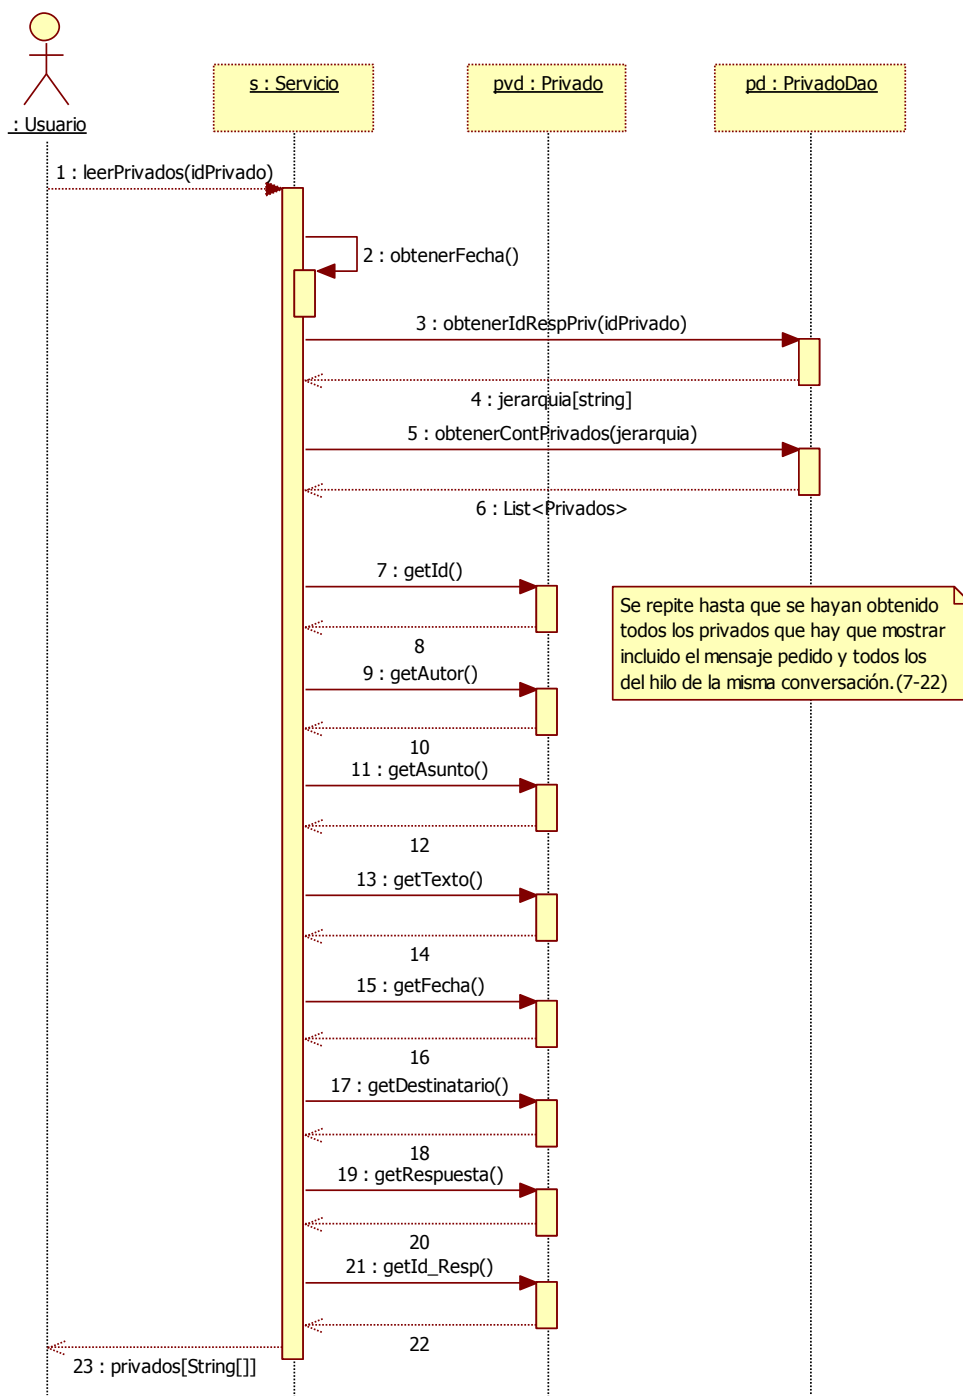 s : Servicio
pvd : Privado
pd : PrivadoDao
: Usuario
1 : leerPrivados(idPrivado)
2 : obtenerFecha()
3 : obtenerIdRespPriv(idPrivado)
4 : jerarquia[string]
5 : obtenerContPrivados(jerarquia)
6 : List<Privados>
7 : getId()
Se repite hasta que se hayan obtenido
todos los privados que hay que mostrar
incluido el mensaje pedido y todos los
del hilo de la misma conversación.(7-22)
8
9 : getAutor()
10
11 : getAsunto()
12
13 : getTexto()
14
15 : getFecha()
16
17 : getDestinatario()
18
19 : getRespuesta()
20
21 : getId_Resp()
22
23 : privados[String[]]